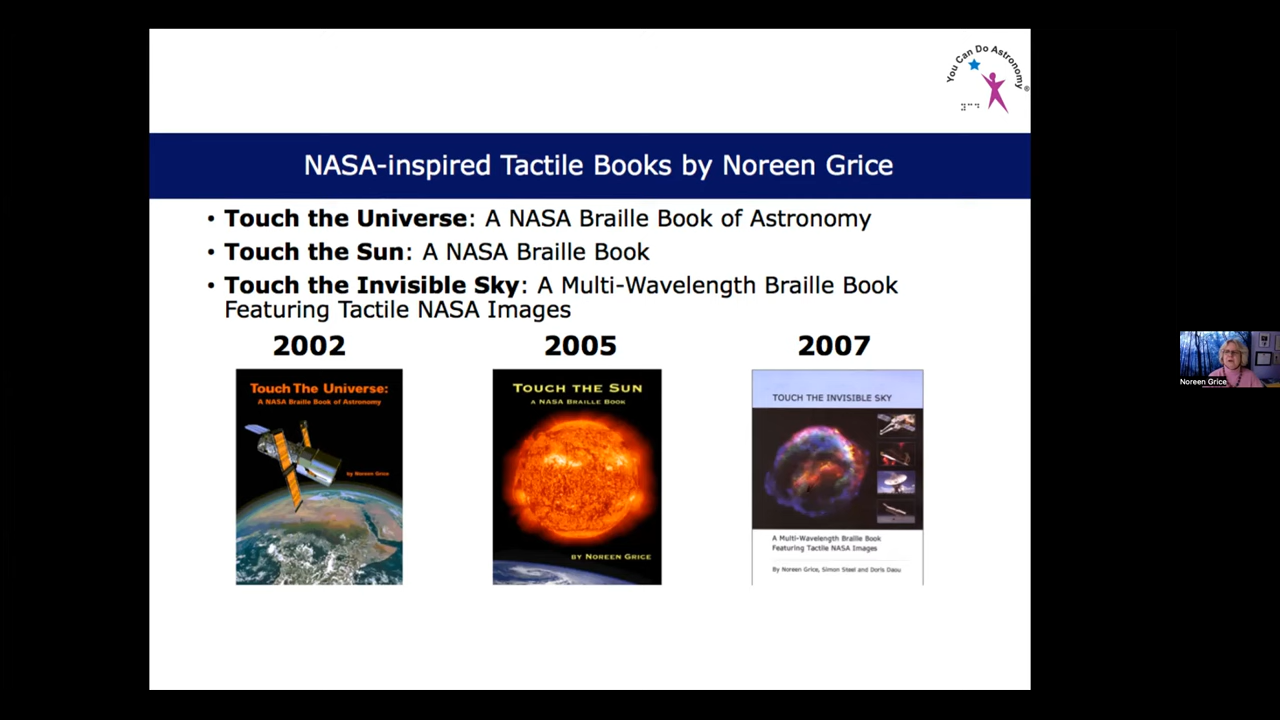 You Can Do Astronomy
®
NASA-inspired Tactile Books by Noreen Grice
• Touch the Universe: A NASA Braille Book of Astronomy
• Touch the Sun: A NASA Braille Book
• Touch the Invisible Sky: A Multi-Wavelength Braille Book
Featuring Tactile NASA Images
2002
2005
2007
Touch The Universe:
A NASA Braille Book of Astronomy
by Noreen Grice
TOUCH THE SUN
A NASA BRAILLE BOOK
BY NOREEN GRICE
TOUCH THE INVISIBLE SKY
A Multi-Wavelength Braille Book
Featuring Tactile NASA Images
By Noreen Grice, Simon Steel and Doris Daou
Noreen Grice